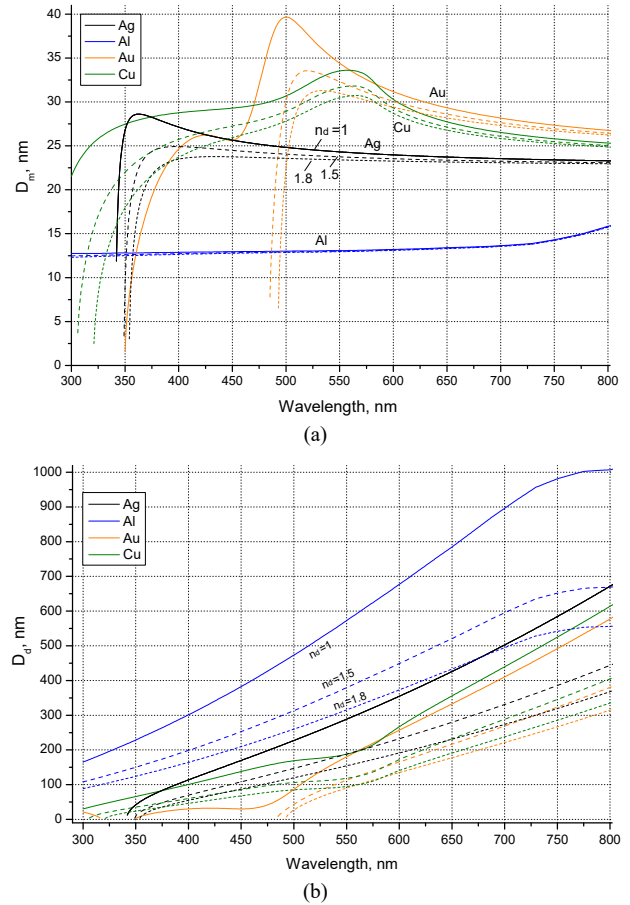 40
35
30
25
20
15
10
5
0
D_m, nm
Ag
Al
Au
Cu
Au
Cu
n_d=1
Ag
1.5
1.8
Al
300 350 400 450 500 550 600 650 700 750 800
Wavelength, nm
(a)
1000
900
800
700
600
500
400
300
200
100
0
D_d, nm
Ag
Al
Au
Cu
n_d=1
n_d=1.5
n_d=1.8
300 350 400 450 500 550 600 650 700 750 800
Wavelength, nm
(b)